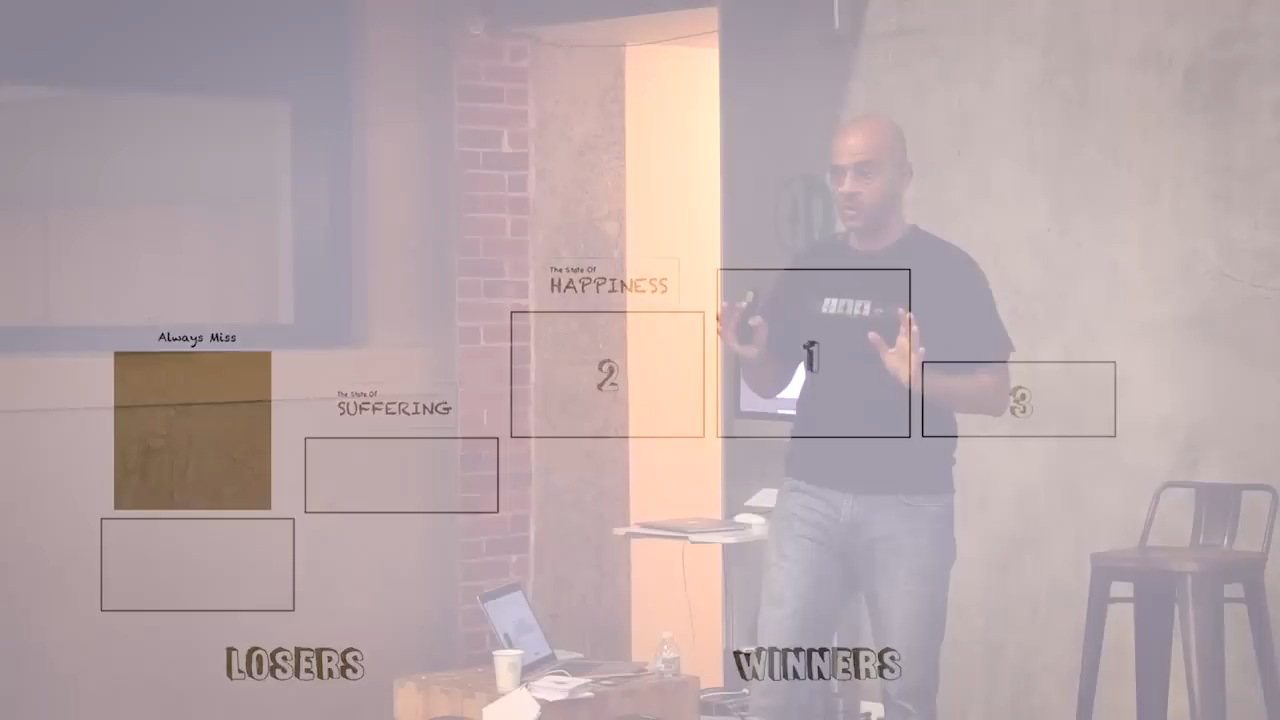 The State Of
HAPPINESS
Always Miss
2
1
The State Of
SUFFERING
3
LOSERS
WINNERS